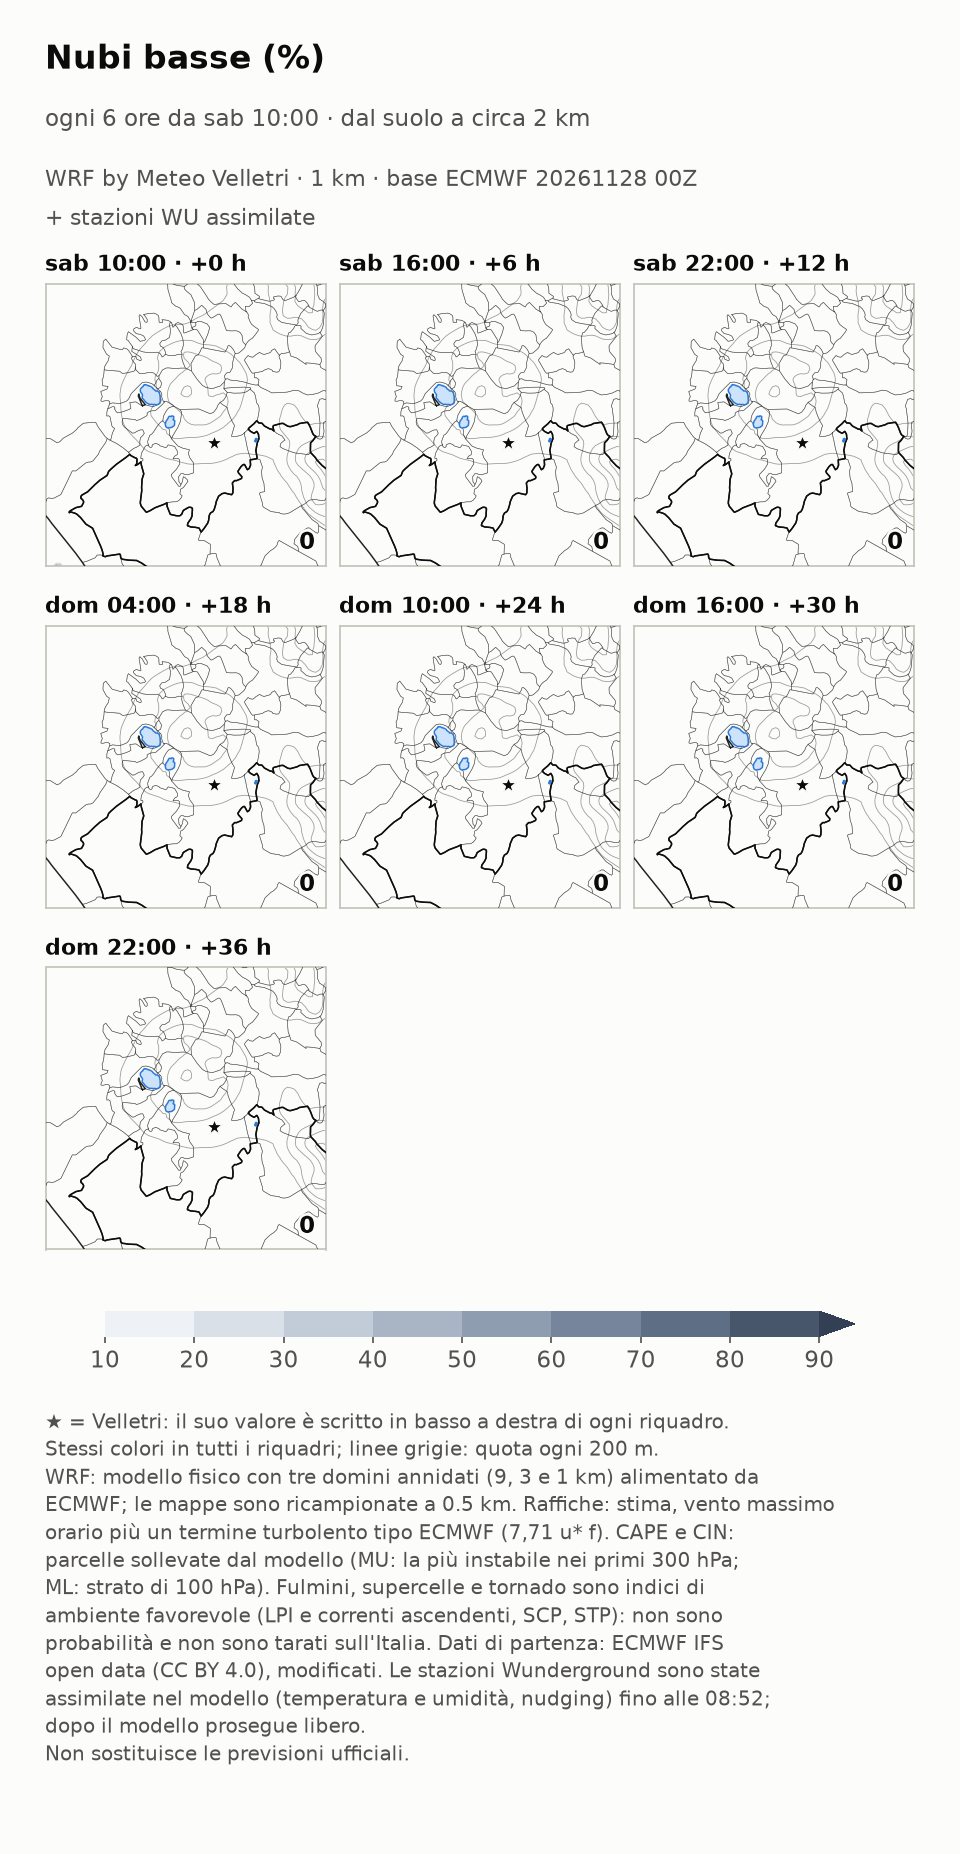 Nubi basse (%)
ogni 6 ore da sab 10:00 · dal suolo a circa 2 km
WRF by Meteo Velletri · 1 km · base ECMWF 20261128 00Z
+ stazioni WU assimilate
sab 10:00 · +0 h
sab 16:00 · +6 h
sab 22:00 · +12 h
0
0
0
dom 04:00 · +18 h
dom 10:00 · +24 h
dom 16:00 · +30 h
0
0
0
dom 22:00 · +36 h
0
10 20 30 40 50 60 70 80 90
★ = Velletri: il suo valore è scritto in basso a destra di ogni riquadro.
Stessi colori in tutti i riquadri; linee grigie: quota ogni 200 m.
WRF: modello fisico con tre domini annidati (9, 3 e 1 km) alimentato da
ECMWF; le mappe sono ricampionate a 0.5 km. Raffiche: stima, vento massimo
orario più un termine turbolento tipo ECMWF (7,71 u* f). CAPE e CIN:
parcelle sollevate dal modello (MU: la più instabile nei primi 300 hPa;
ML: strato di 100 hPa). Fulmini, supercelle e tornado sono indici di
ambiente favorevole (LPI e correnti ascendenti, SCP, STP): non sono
probabilità e non sono tarati sull'Italia. Dati di partenza: ECMWF IFS
open data (CC BY 4.0), modificati. Le stazioni Wunderground sono state
assimilate nel modello (temperatura e umidità, nudging) fino alle 08:52;
dopo il modello prosegue libero.
Non sostituisce le previsioni ufficiali.